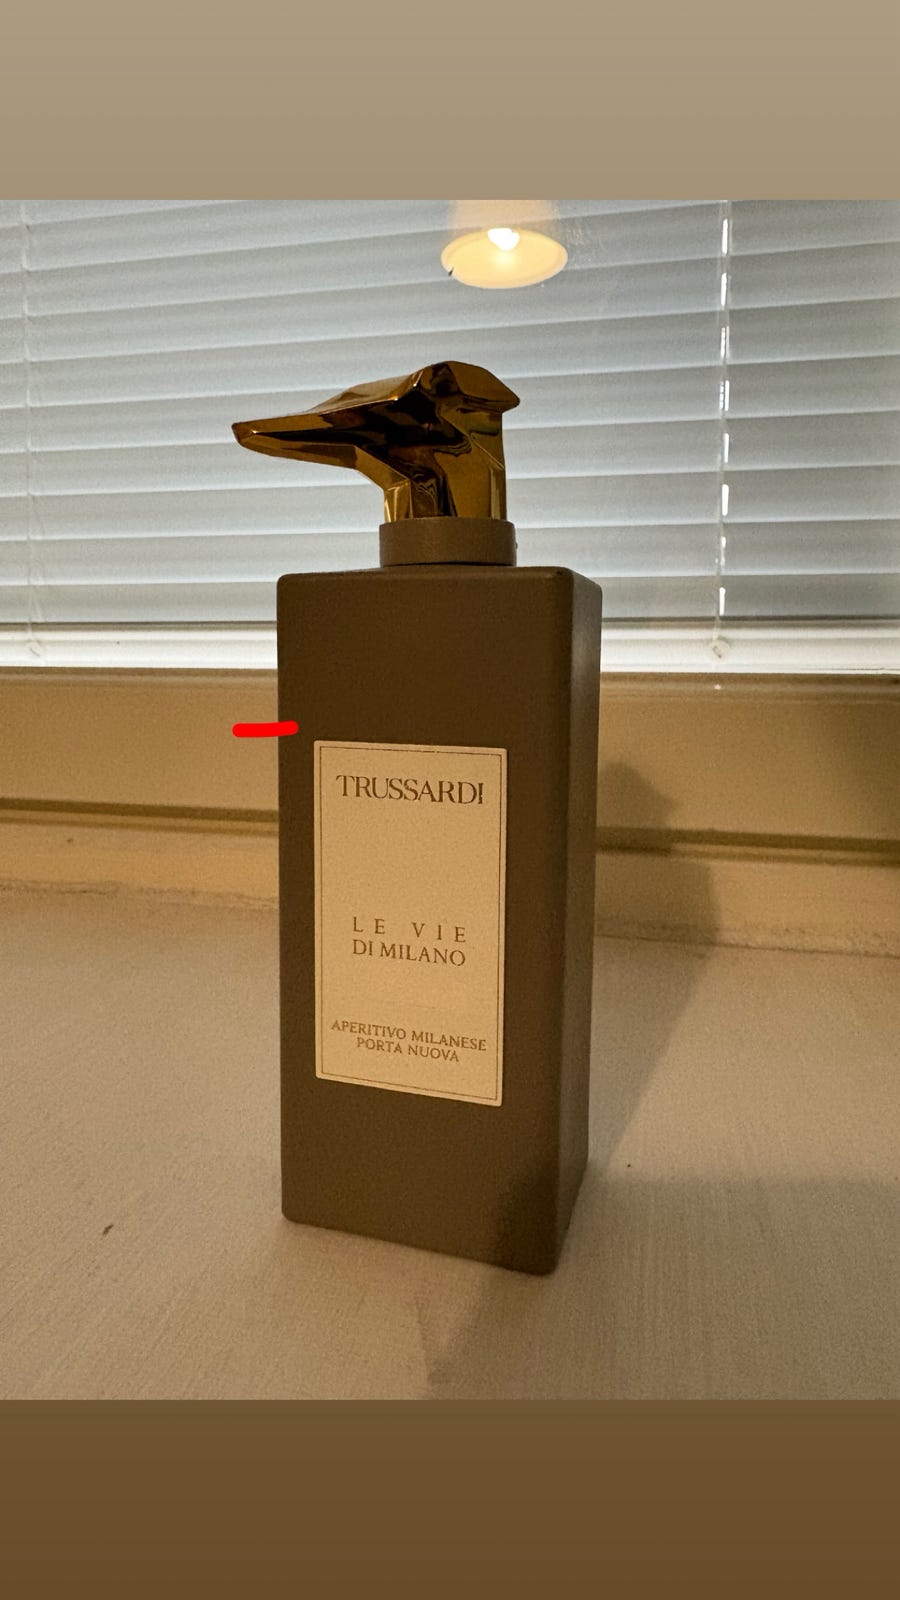 TRUSSARDI
LE VIE
DI MILANO
APERITIVO MILANESE
PORTA NUOVA